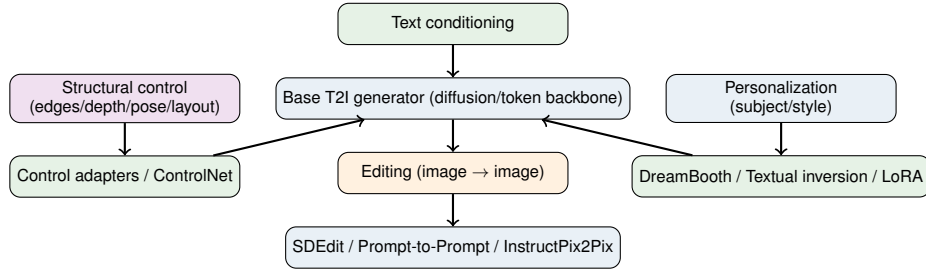 Text conditioning
Structural control
(edges/depth/pose/layout)
Base T2I generator (diffusion/token backbone)
Personalization
(subject/style)
Control adapters / ControlNet
Editing (image → image)
DreamBooth / Textual inversion / LoRA
SDEdit / Prompt-to-Prompt / InstructPix2Pix